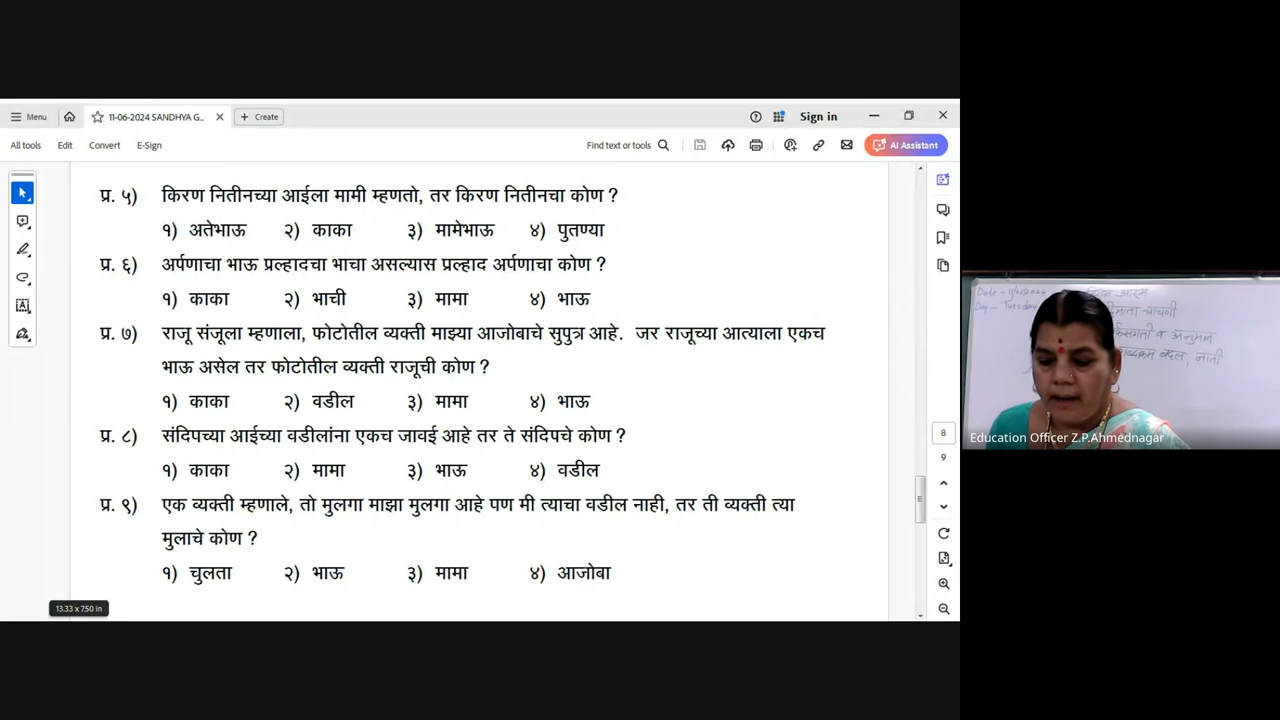 Menu
11-06-2024 SANDHYA G...
Create
Sign in
All tools
Edit
Convert
E-Sign
Find text or tools
AI Assistant
प्र. ५) किरण नितीनच्या आईला मामी म्हणतो, तर किरण नितीनचा कोण ?
१) अतेभाऊ २) काका ३) मामेभाऊ ४) पुतण्या
प्र. ६) अर्पणाचा भाऊ प्रल्हादचा भाचा असल्यास प्रल्हाद अर्पणाचा कोण ?
१) काका २) भाची ३) मामा ४) भाऊ
प्र. ७) राजू संजूला म्हणाला, फोटोतील व्यक्ती माझ्या आजोबाचे सुपुत्र आहे. जर राजूच्या आत्याला एकच
भाऊ असेल तर फोटोतील व्यक्ती राजूची कोण ?
१) काका २) वडील ३) मामा ४) भाऊ
प्र. ८) संदिपच्या आईच्या वडीलांना एकच जावई आहे तर ते संदिपचे कोण ?
१) काका २) मामा ३) भाऊ ४) वडील
प्र. ९) एक व्यक्ती म्हणाले, तो मुलगा माझा मुलगा आहे पण मी त्याचा वडील नाही, तर ती व्यक्ती त्या
मुलाचे कोण ?
१) चुलता २) भाऊ ३) मामा ४) आजोबा
8
9
13.33 x 7.50 in
Day - Tuesday
व अनुमान
बदल, नाती
Education Officer Z.P.Ahmednagar